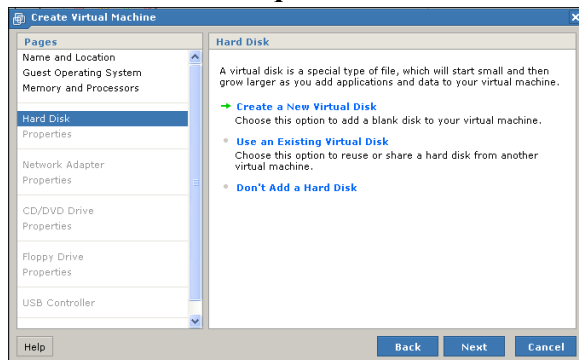 Create Virtual Machine
Pages
Name and Location
Guest Operating System
Memory and Processors
Hard Disk
Properties
Network Adapter
Properties
CD/DVD Drive
Properties
Floppy Drive
Properties
USB Controller
Hard Disk
A virtual disk is a special type of file, which will start small and then
grow larger as you add applications and data to your virtual machine.
Create a New Virtual Disk
Choose this option to add a blank disk to your virtual machine.
Use an Existing Virtual Disk
Choose this option to reuse or share a hard disk from another
virtual machine.
Don't Add a Hard Disk
Help
Back
Next
Cancel